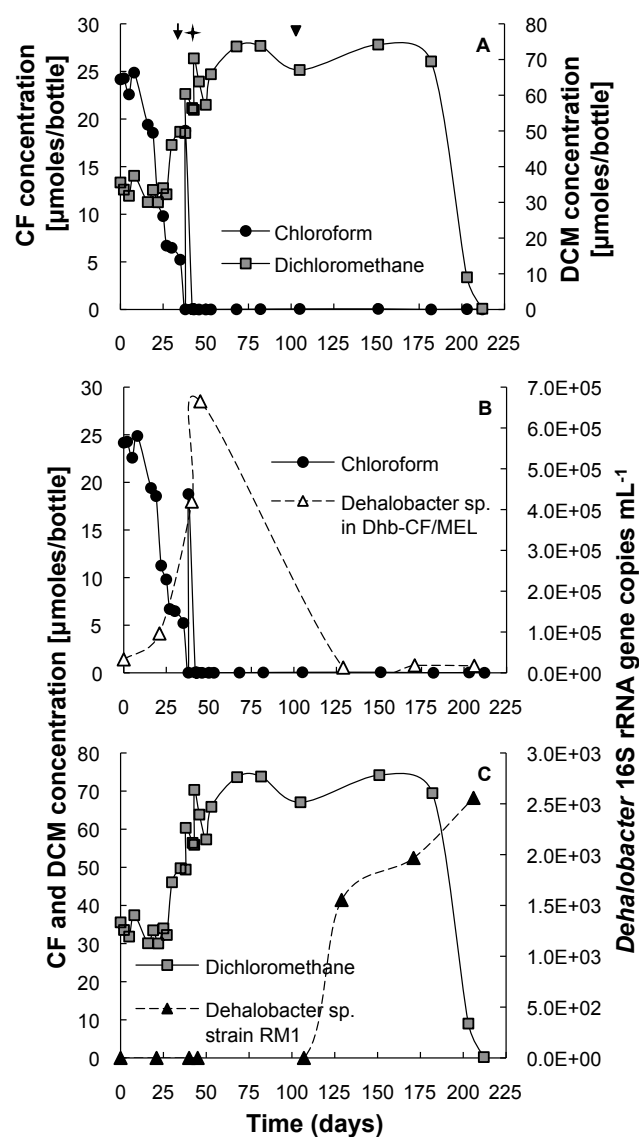 A
30
25
20
15
10
5
0
80
70
60
50
40
30
20
10
0
0 25 50 75 100 125 150 175 200 225
CF concentration
[µmoles/bottle]
DCM concentration
[µmoles/bottle]
Chloroform
Dichloromethane
B
30
25
20
15
10
5
0
7.0E+05
6.0E+05
5.0E+05
4.0E+05
3.0E+05
2.0E+05
1.0E+05
0.0E+00
0 25 50 75 100 125 150 175 200 225
Chloroform
Dehalobacter sp.
in Dhb-CF/MEL
CF and DCM concentration [µmoles/bottle]
Dehalobacter 16S rRNA gene copies mL-1
C
80
70
60
50
40
30
20
10
0
3.0E+03
2.5E+03
2.0E+03
1.5E+03
1.0E+03
5.0E+02
0.0E+00
Dichloromethane
Dehalobacter sp.
strain RM1
0 25 50 75 100 125 150 175 200 225
Time (days)